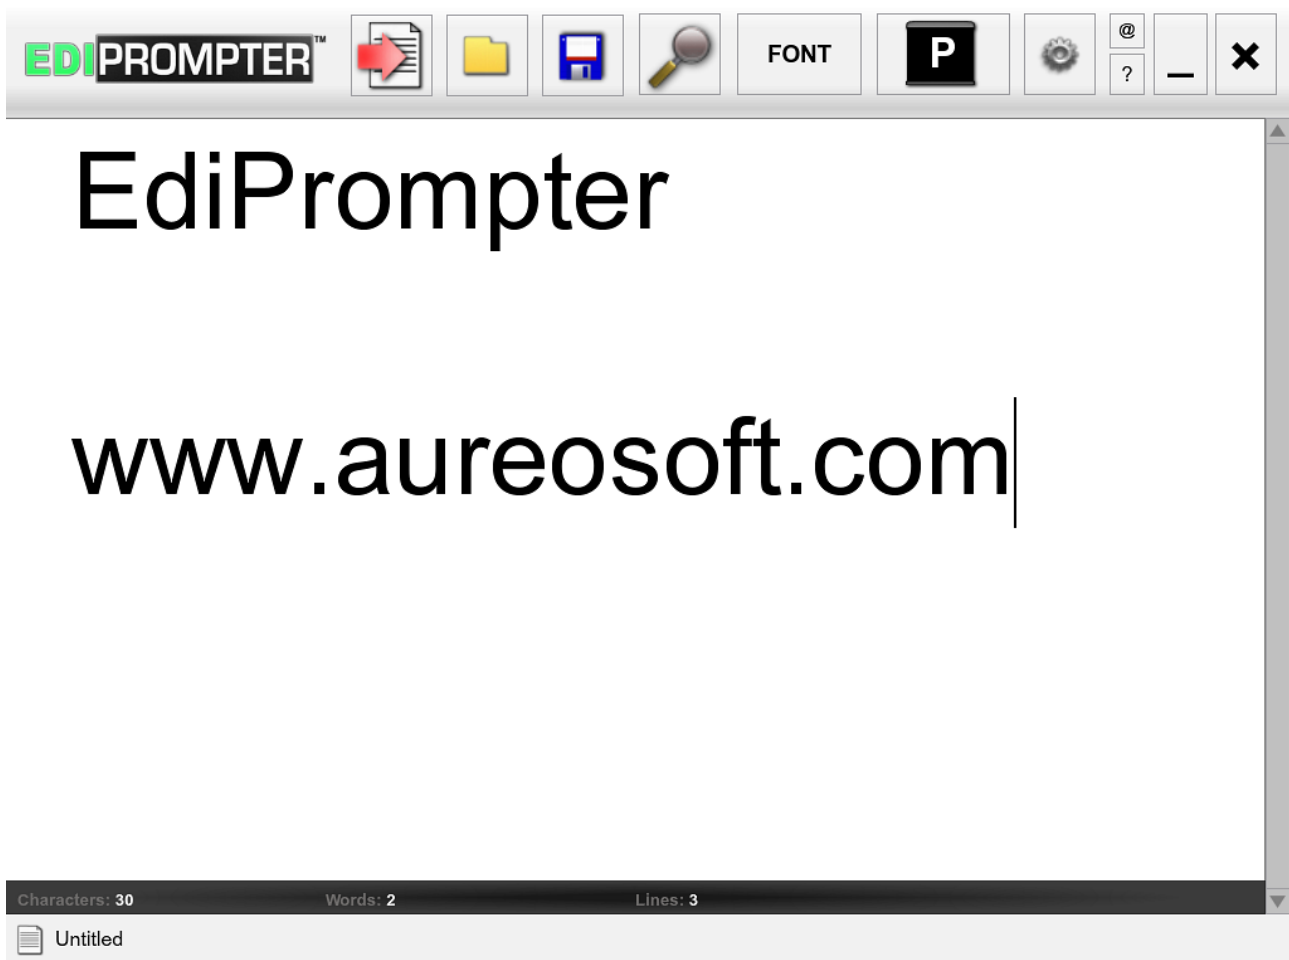 EDIPROMPTER™
FONT
P
@
?
EdiPrompter
www.aureosoft.com
Characters: 30 Words: 2 Lines: 3
Untitled